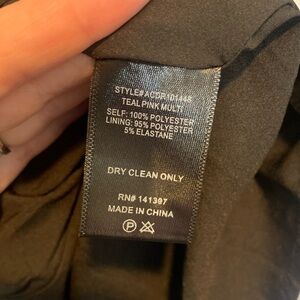 STYLE# ACDR101448
TEAL PINK MULTI
SELF: 100% POLYESTER
LINING: 95% POLYESTER
5% ELASTANE
DRY CLEAN ONLY
RN# 141397
MADE IN CHINA
P